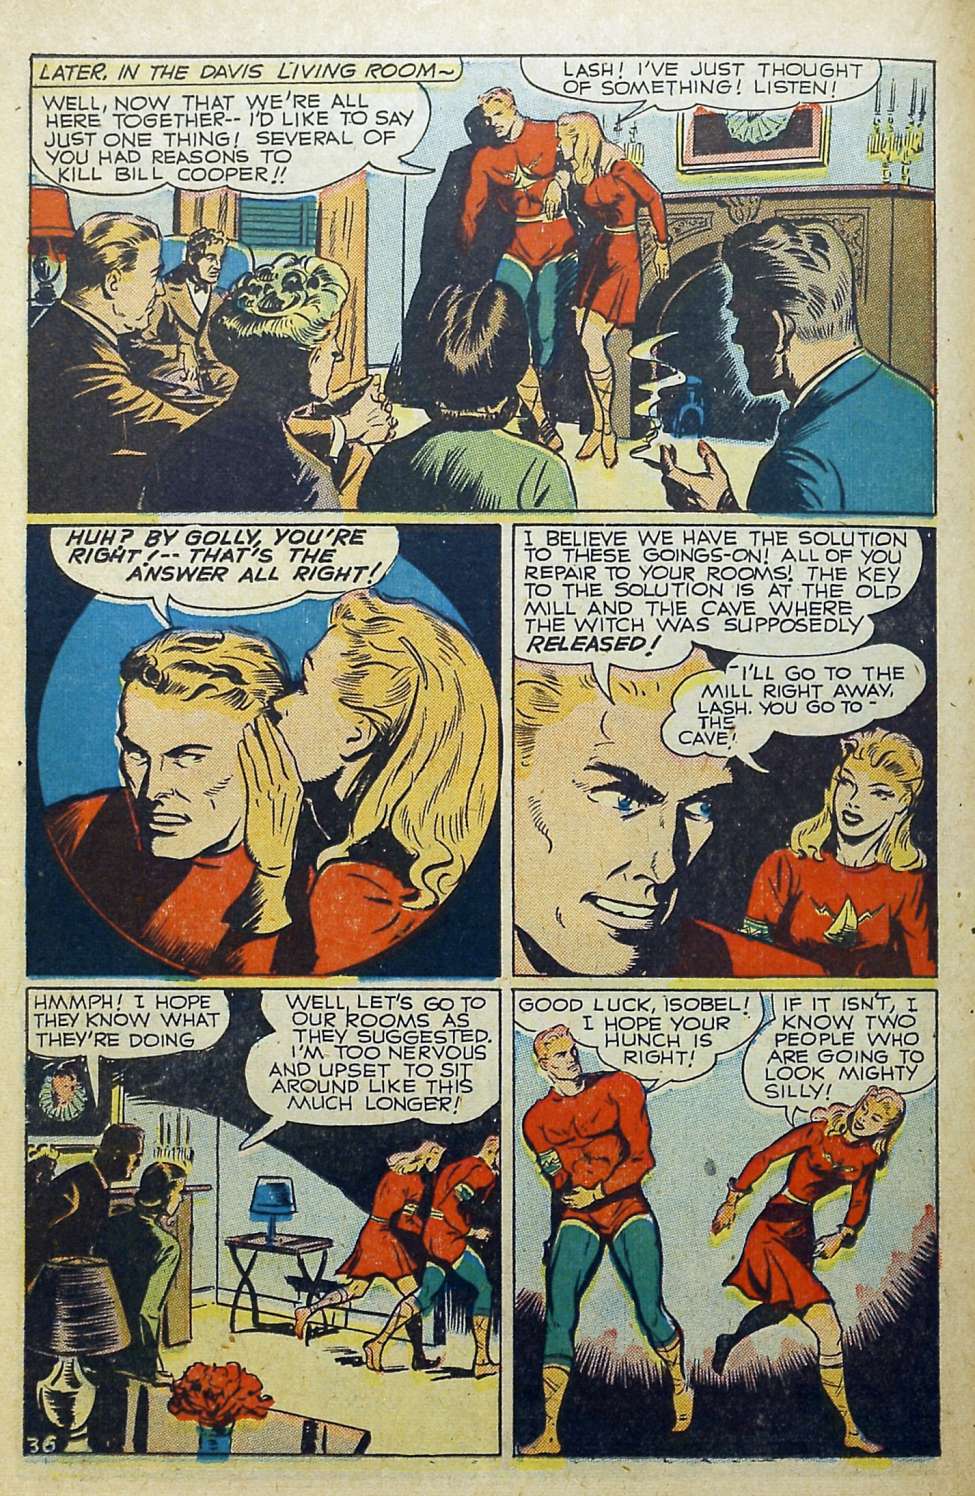 LATER, IN THE DAVIS LIVING ROOM~
WELL, NOW THAT WE'RE ALL
HERE TOGETHER-- I'D LIKE TO SAY
JUST ONE THING! SEVERAL OF
YOU HAD REASONS TO
KILL BILL COOPER!!
LASH! I'VE JUST THOUGHT
OF SOMETHING! LISTEN!
HUH? BY GOLLY, YOU'RE
RIGHT!-- THAT'S THE
ANSWER ALL RIGHT!
I BELIEVE WE HAVE THE SOLUTION
TO THESE GOINGS-ON! ALL OF YOU
REPAIR TO YOUR ROOMS! THE KEY
TO THE SOLUTION IS AT THE OLD
MILL AND THE CAVE WHERE
THE WITCH WAS SUPPOSEDLY
RELEASED!
-I'LL GO TO THE
MILL RIGHT AWAY,
LASH. YOU GO TO-
THE
CAVE!
HMMPH! I HOPE
THEY KNOW WHAT
THEY'RE DOING
WELL, LET'S GO TO
OUR ROOMS AS
THEY SUGGESTED.
I'M TOO NERVOUS
AND UPSET TO SIT
AROUND LIKE THIS
MUCH LONGER!
GOOD LUCK, ISOBEL!
I HOPE YOUR
HUNCH IS
RIGHT!
IF IT ISN'T, I
KNOW TWO
PEOPLE WHO
ARE GOING TO
LOOK MIGHTY
SILLY!
36